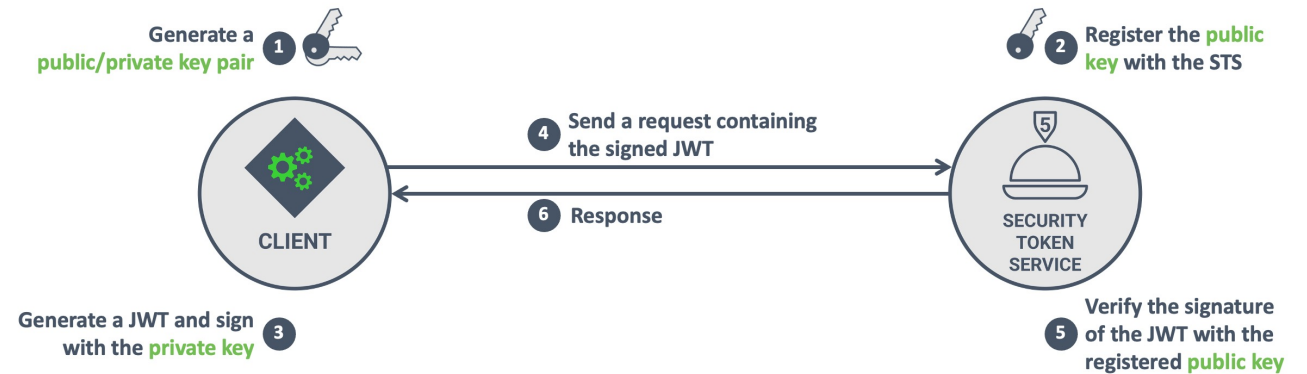 1
Generate a
public/private key pair
2
Register the public
key with the STS
4
Send a request containing
the signed JWT
5
CLIENT
6
Response
SECURITY
TOKEN
SERVICE
3
Generate a JWT and sign
with the private key
5
Verify the signature
of the JWT with the
registered public key